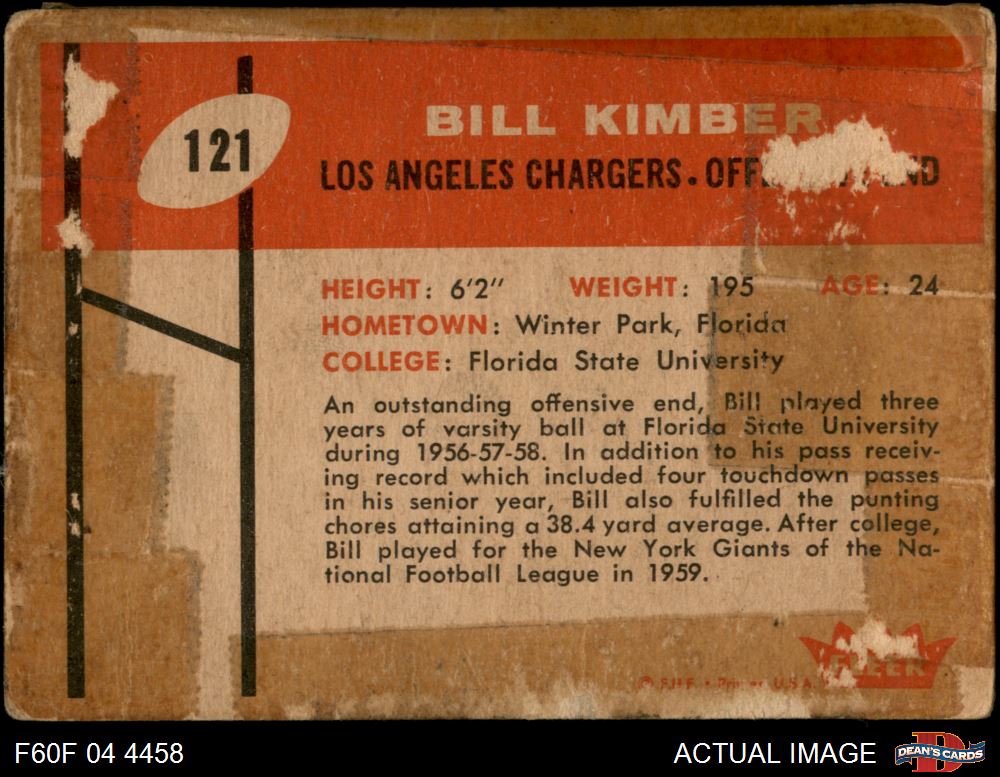 121
BILL KIMBER
LOS ANGELES CHARGERS • END
HEIGHT: 6'2" WEIGHT: 195 AGE: 24
HOMETOWN: Winter Park, Florida
COLLEGE: Florida State University
An outstanding offensive end, Bill played three
years of varsity ball at Florida State University
during 1956-57-58. In addition to his pass receiv-
ing record which included four touchdown passes
in his senior year, Bill also fulfilled the punting
chores attaining a 38.4 yard average. After college,
Bill played for the New York Giants of the Na-
tional Football League in 1959.
FLEER
U.S.A.
F60F 04 4458
ACTUAL IMAGE
DEAN'S CARDS